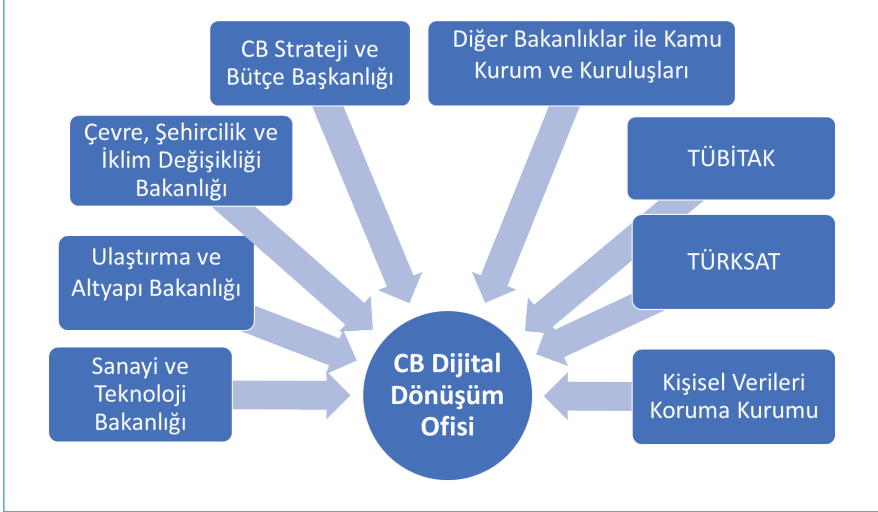 CB Strateji ve
Bütçe Başkanlığı
Diğer Bakanlıklar ile Kamu
Kurum ve Kuruluşları
Çevre, Şehircilik ve
İklim Değişikliği
Bakanlığı
TÜBİTAK
Ulaştırma ve
Altyapı Bakanlığı
TÜRKSAT
Sanayi ve
Teknoloji
Bakanlığı
CB Dijital
Dönüşüm
Ofisi
Kişisel Verileri
Koruma Kurumu